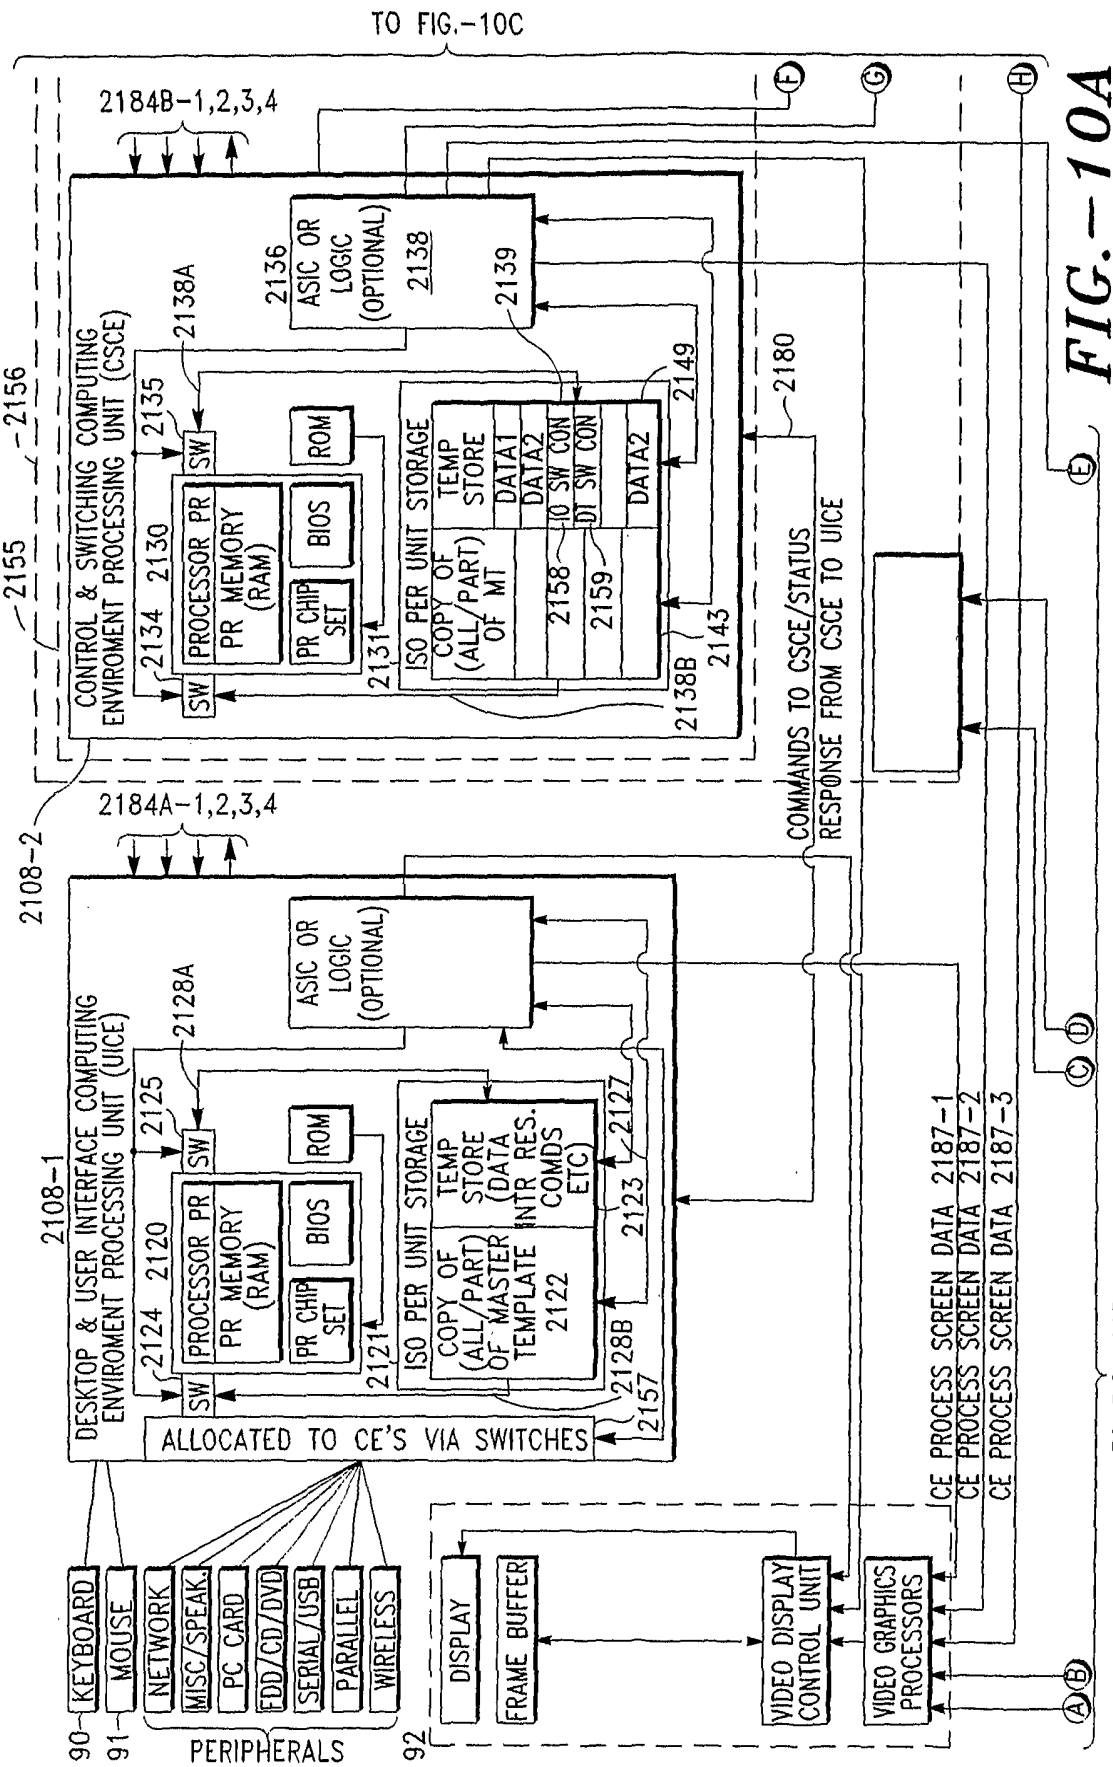 TO FIG.-10C
2155
2156
2108-2
2184B-1,2,3,4
CONTROL & SWITCHING COMPUTING
ENVIROMENT PROCESSING UNIT (CSCE)
2134
2130
2135
2138A
2136
SW
PROCESSOR PR
SW
PR MEMORY
(RAM)
PR CHIP
SET
BIOS
ROM
ASIC OR
LOGIC
(OPTIONAL)
2138
2131
2139
ISO PER UNIT STORAGE
COPY OF
(ALL/PART)
OF MT
TEMP
STORE
DATA1
DATA2
IO SW CON
DT SW CON
DATA2
2158
2159
2138B
2143
2149
2180
COMMANDS TO CSCE/STATUS
RESPONSE FROM CSCE TO UICE
F
G
H
E
2108-1
2184A-1,2,3,4
DESKTOP & USER INTERFACE COMPUTING
ENVIROMENT PROCESSING UNIT (UICE)
2124
2120
2125
2128A
SW
PROCESSOR PR
SW
PR MEMORY
(RAM)
PR CHIP
SET
BIOS
ROM
ASIC OR
LOGIC
(OPTIONAL)
2121
ISO PER UNIT STORAGE
COPY OF
(ALL/PART)
OF MASTER
TEMPLATE
2122
TEMP
STORE
(DATA
INTR RES.
COMDS
ETC)
2128B
2123
2127
2157
ALLOCATED TO CE'S VIA SWITCHES
90
KEYBOARD
91
MOUSE
NETWORK
MISC/SPEAK.
PC CARD
FDD/CD/DVD
SERIAL/USB
PARALLEL
WIRELESS
PERIPHERALS
92
DISPLAY
FRAME BUFFER
VIDEO DISPLAY
CONTROL UNIT
VIDEO GRAPHICS
PROCESSORS
CE PROCESS SCREEN DATA 2187-1
CE PROCESS SCREEN DATA 2187-2
CE PROCESS SCREEN DATA 2187-3
A
B
C
D
FIG.-10A